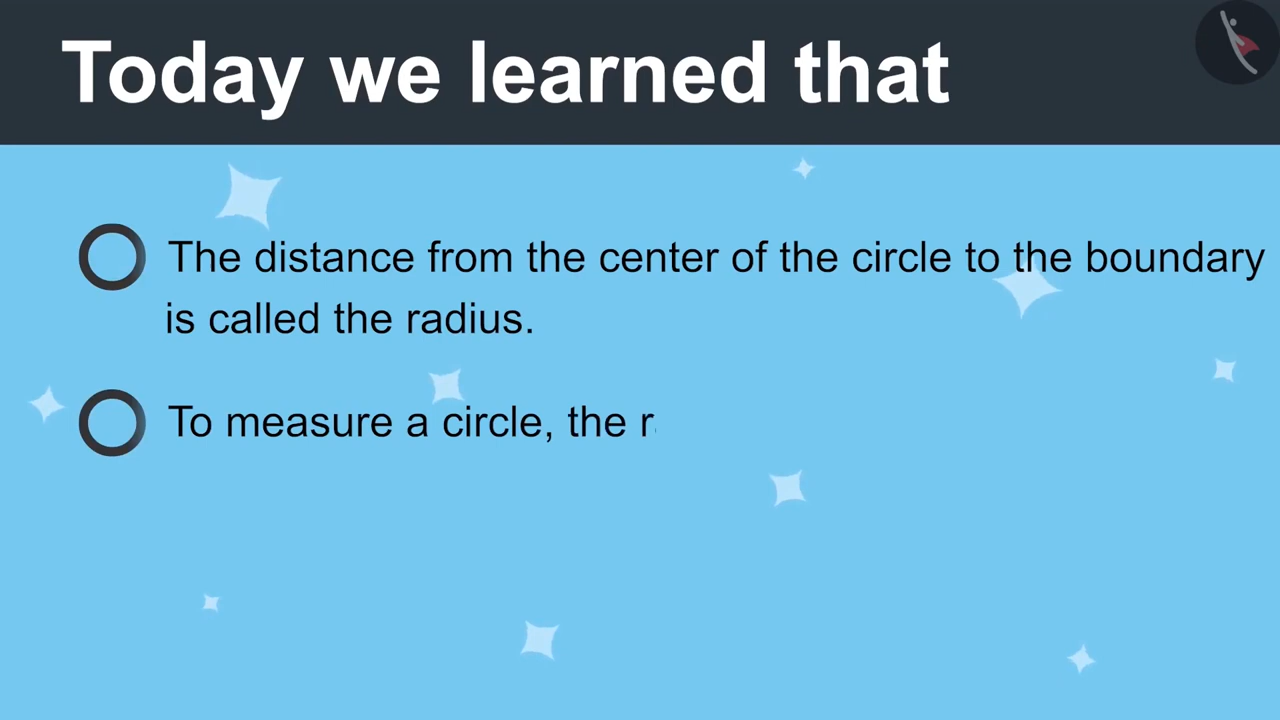 Today we learned that
The distance from the center of the circle to the boundary
is called the radius.
To measure a circle, the